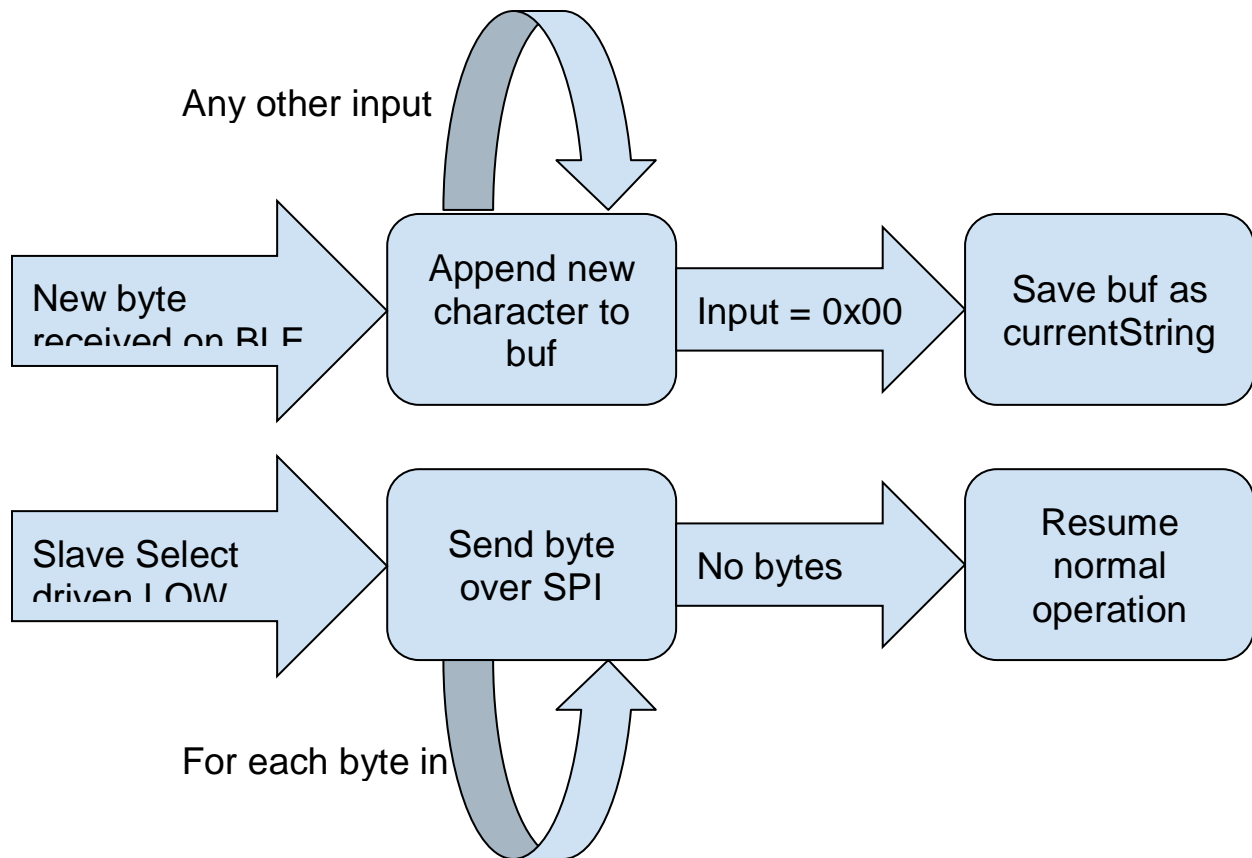 Any other input
New byte
received on BLE
Append new
character to
buf
Input = 0x00
Save buf as
currentString
Slave Select
driven LOW
Send byte
over SPI
No bytes
Resume
normal
operation
For each byte in